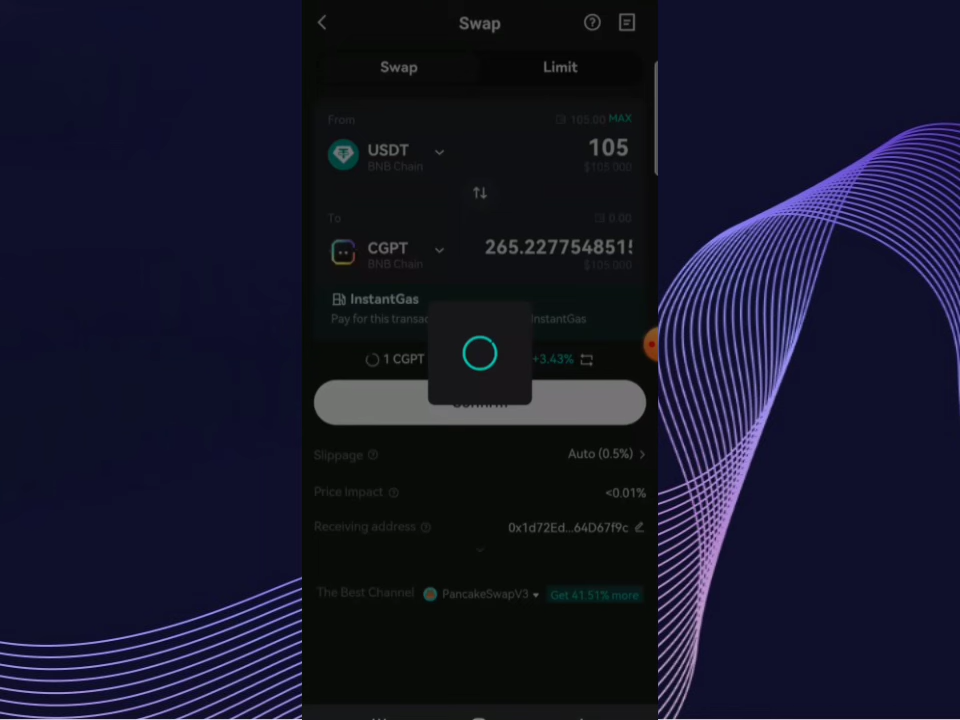 Swap
Swap Limit
From 105.00 MAX
USDT 105
BNB Chain $105.000
To 0.00
CGPT 265.227754851
BNB Chain $105.000
InstantGas
Pay for this InstantGas
1 CGPT +3.43%
Confirm
Slippage Auto (0.5%)
Price Impact <0.01%
Receiving address 0x1d72Ed...64D67f9c
The Best Channel PancakeSwapV3 Get 41.51% more